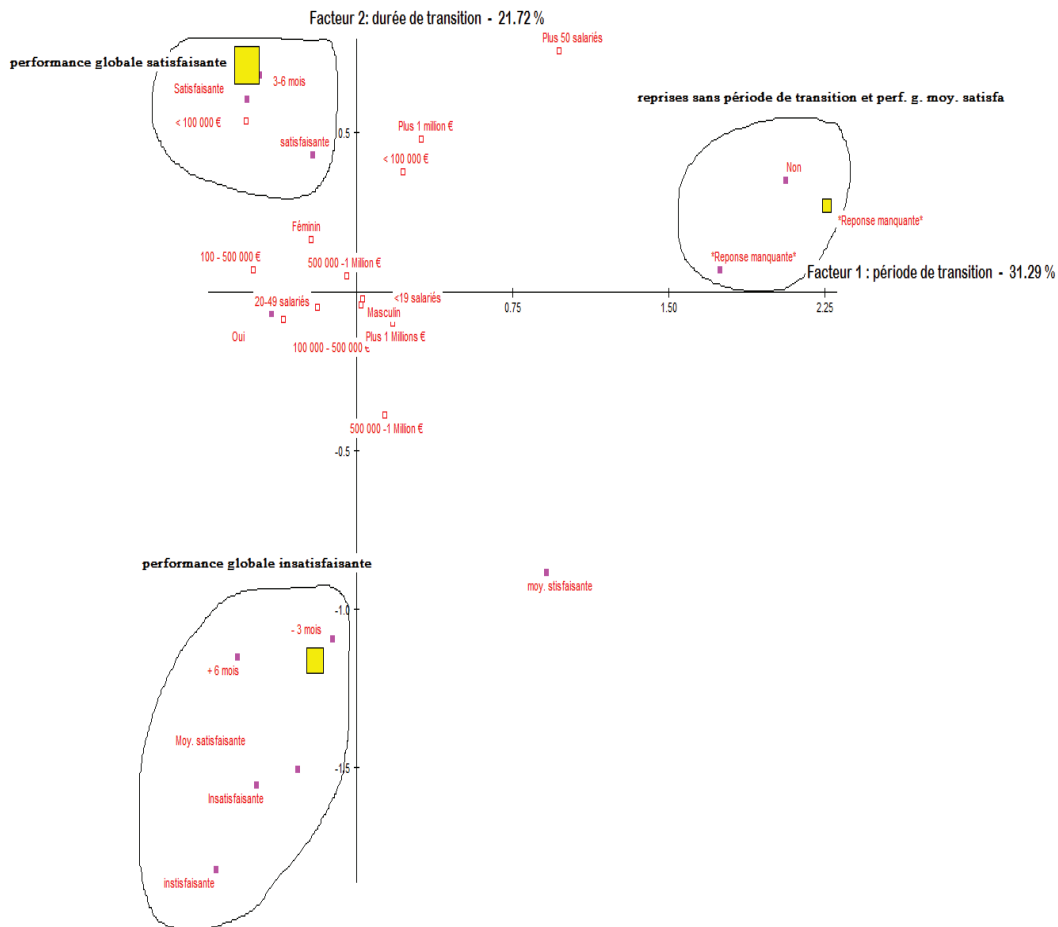 Facteur 2: durée de transition - 21.72 %
Plus 50 salariés
performance globale satisfaisante
3-6 mois
Satisfaisante
reprises sans période de transition et perf. g. moy. satisfa
< 100 000 €
Plus 1 million €
0.5
satisfaisante
< 100 000 €
Non
*Reponse manquante*
Féminin
100 - 500 000 €
500 000 -1 Million €
*Reponse manquante*
Facteur 1 : période de transition - 31.29 %
20-49 salariés
<19 salariés
0.75
1.50
2.25
Masculin
Oui
Plus 1 Millions €
100 000 - 500 000 €
500 000 -1 Million €
-0.5
performance globale insatisfaisante
moy. stisfaisante
-1.0
- 3 mois
+ 6 mois
Moy. satisfaisante
-1.5
Insatisfaisante
instisfaisante